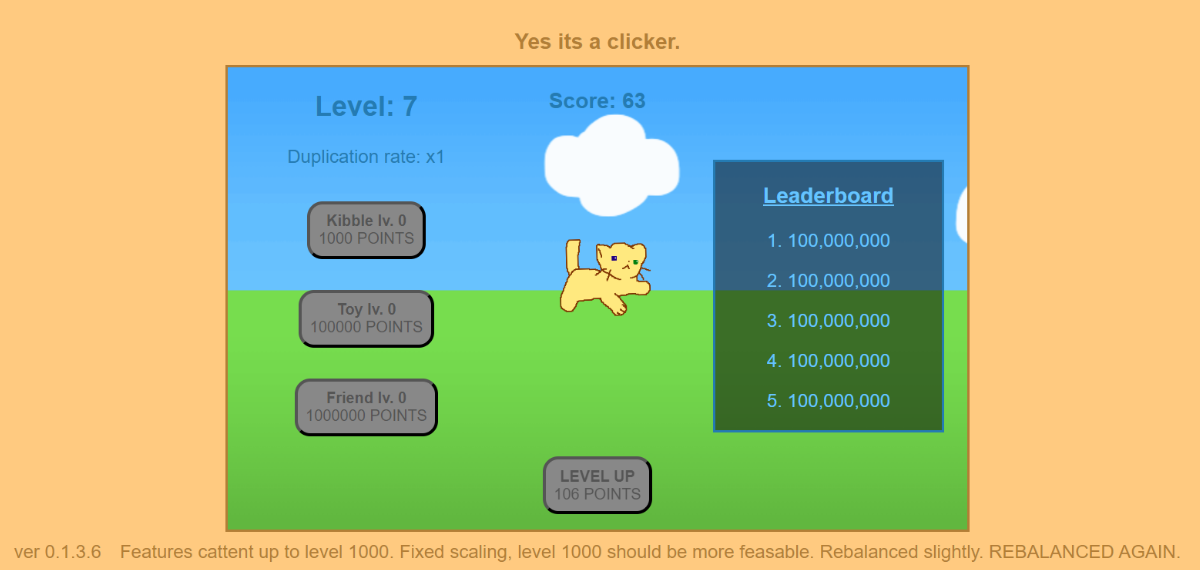 Yes its a clicker.
Level: 7
Score: 63
Duplication rate: x1
Kibble lv. 0
1000 POINTS
Toy lv. 0
100000 POINTS
Friend lv. 0
1000000 POINTS
Leaderboard
1. 100,000,000
2. 100,000,000
3. 100,000,000
4. 100,000,000
5. 100,000,000
LEVEL UP
106 POINTS
ver 0.1.3.6 Features cattent up to level 1000. Fixed scaling, level 1000 should be more feasable. Rebalanced slightly. REBALANCED AGAIN.